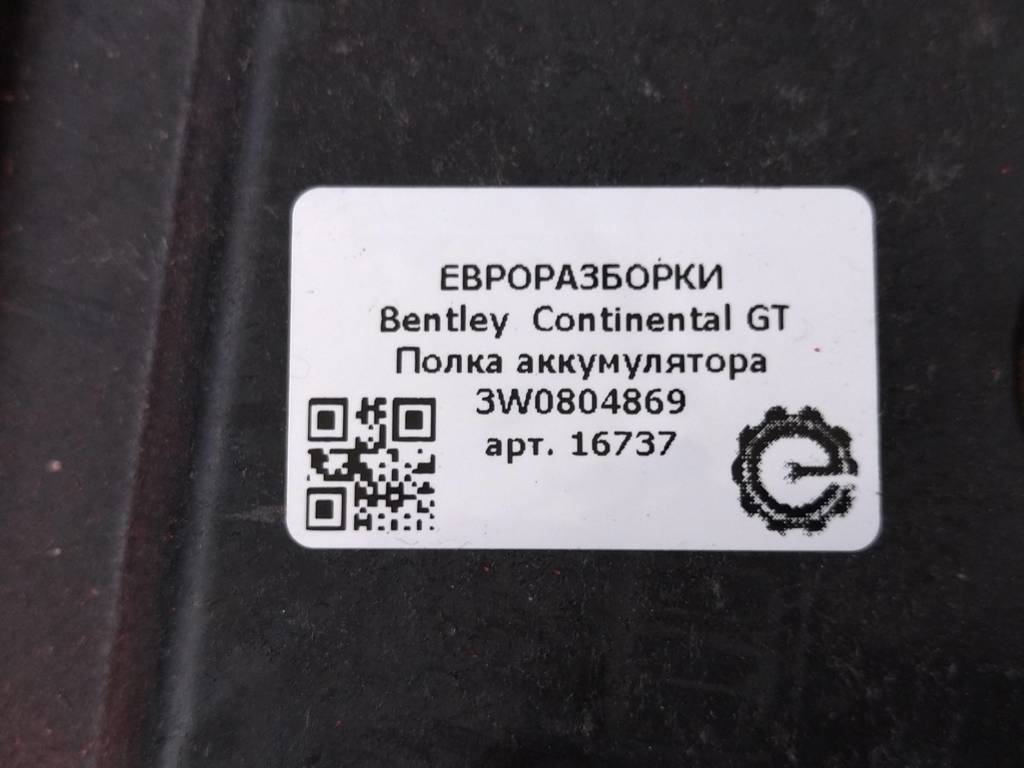 ЕВРОРАЗБОРКИ
Bentley Continental GT
Полка аккумулятора
3W0804869
арт. 16737